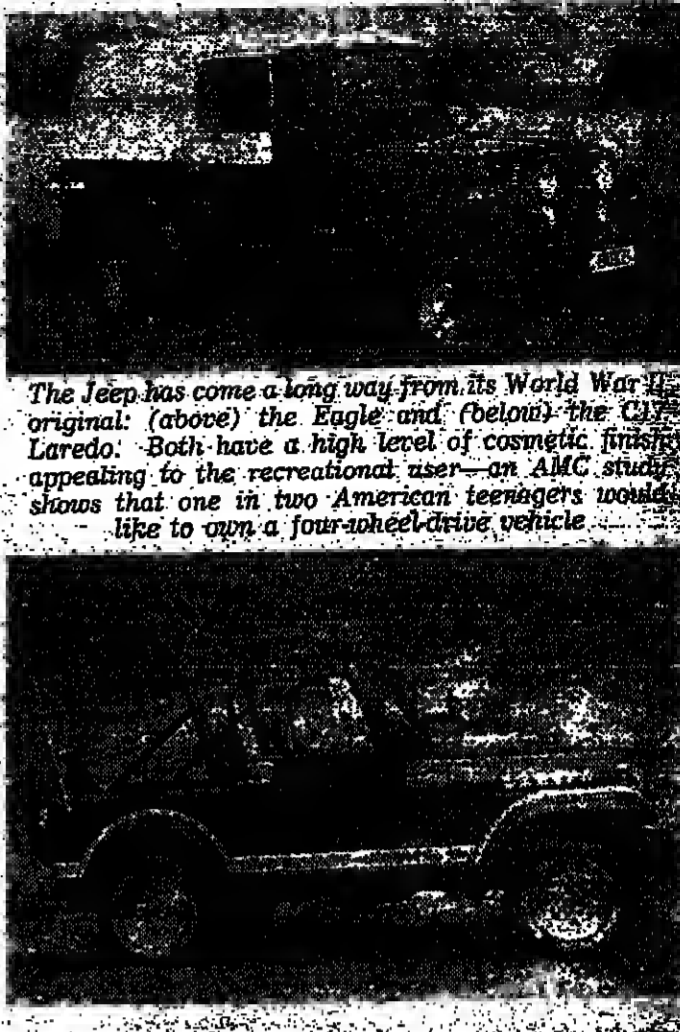 The Jeep has come a long way from its World War II
original: (above) the Eagle and (below) the CJ7
Laredo. Both have a high level of cosmetic finish
appealing to the recreational user—an AMC study
shows that one in two American teenagers would
like to own a four-wheel-drive vehicle